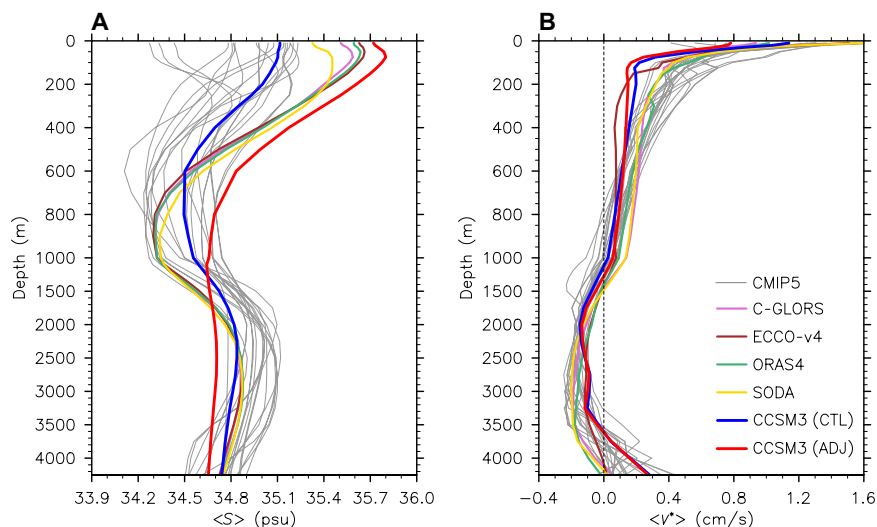 A
B
0
200
400
600
800
1000
1500
2000
2500
3000
3500
4000
Depth (m)
33.9 34.2 34.5 34.8 35.1 35.4 35.7 36.0
<S> (psu)
0
200
400
600
800
1000
1500
2000
2500
3000
3500
4000
Depth (m)
CMIP5
C-GLORS
ECCO-v4
ORAS4
SODA
CCSM3 (CTL)
CCSM3 (ADJ)
-0.4 0.0 0.4 0.8 1.2 1.6
<v*> (cm/s)